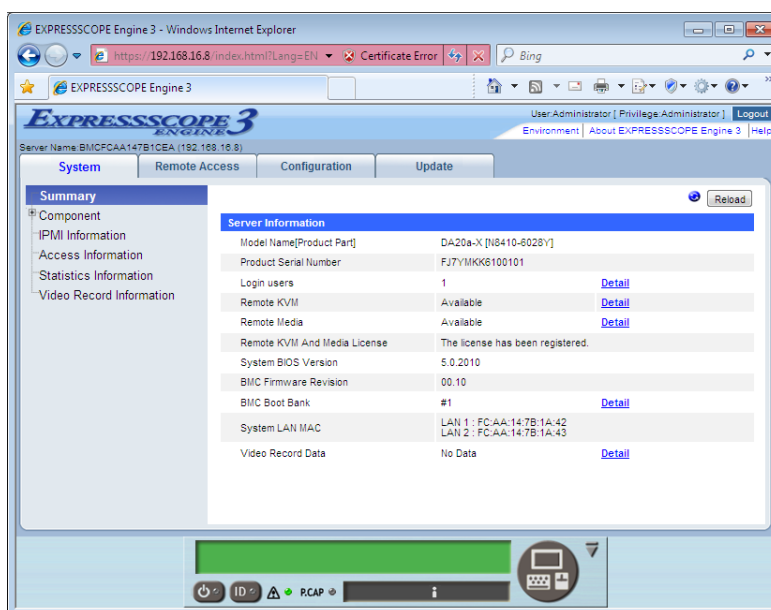 EXPRESSSCOPE Engine 3 - Windows Internet Explorer
https://192.168.16.8/index.html?Lang=EN Certificate Error Bing
EXPRESSSCOPE Engine 3
EXPRESSSCOPE 3
ENGINE
User:Administrator [ Privilege:Administrator ] Logout
Environment About EXPRESSSCOPE Engine 3 Help
Server Name:BMCFCAA147B1CEA (192.168.16.8)
System Remote Access Configuration Update
Summary
Component
IPMI Information
Access Information
Statistics Information
Video Record Information
Reload
Server Information
Model Name[Product Part] DA20a-X [N8410-6028Y]
Product Serial Number FJ7YMKK6100101
Login users 1 Detail
Remote KVM Available Detail
Remote Media Available Detail
Remote KVM And Media License The license has been registered.
System BIOS Version 5.0.2010
BMC Firmware Revision 00.10
BMC Boot Bank #1 Detail
System LAN MAC LAN 1 : FC:AA:14:7B:1A:42
LAN 2 : FC:AA:14:7B:1A:43
Video Record Data No Data Detail
ID P.CAP i